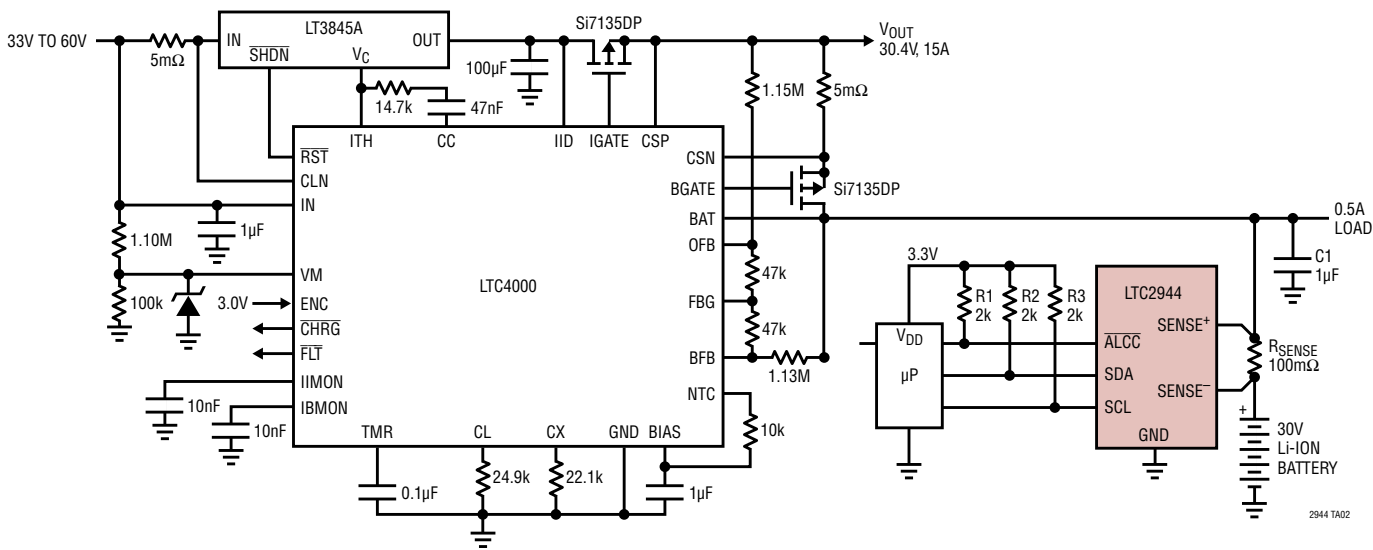 33V TO 60V
5mΩ
IN
LT3845A
OUT
SHDN
VC
14.7k
47nF
100µF
Si7135DP
VOUT
30.4V, 15A
1.15M
5mΩ
ITH
CC
IID
IGATE
CSP
RST
CLN
IN
1µF
1.10M
VM
100k
3.0V
ENC
CHRG
FLT
IIMON
10nF
IBMON
10nF
LTC4000
CSN
BGATE
Si7135DP
BAT
OFB
47k
FBG
47k
BFB
1.13M
NTC
10k
TMR
CL
CX
GND
BIAS
0.1µF
24.9k
22.1k
1µF
0.5A
LOAD
C1
1µF
3.3V
R1
2k
R2
2k
R3
2k
VDD
µP
LTC2944
ALCC
SDA
SCL
SENSE+
SENSE–
GND
RSENSE
100mΩ
+
30V
Li-ION
BATTERY
2944 TA02